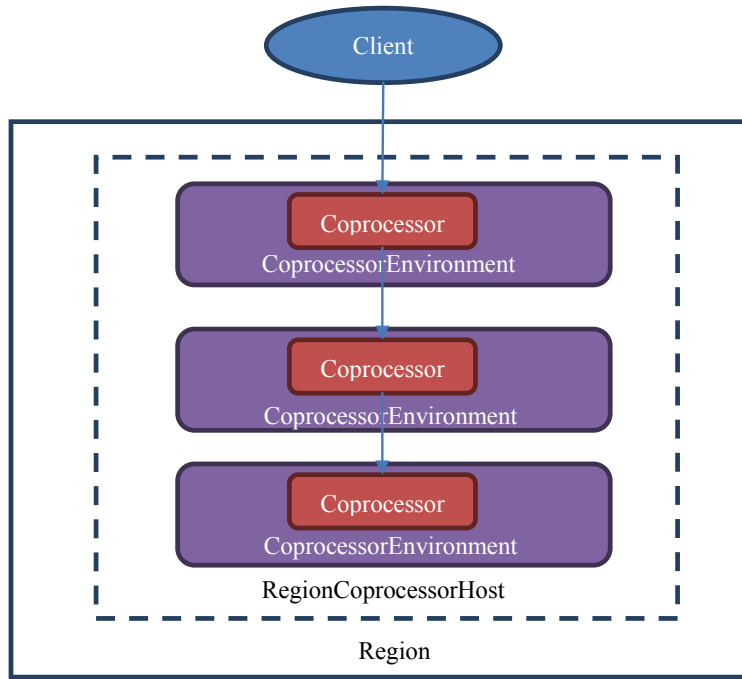 Client
Coprocessor
CoprocessorEnvironment
Coprocessor
CoprocessorEnvironment
Coprocessor
CoprocessorEnvironment
RegionCoprocessorHost
Region